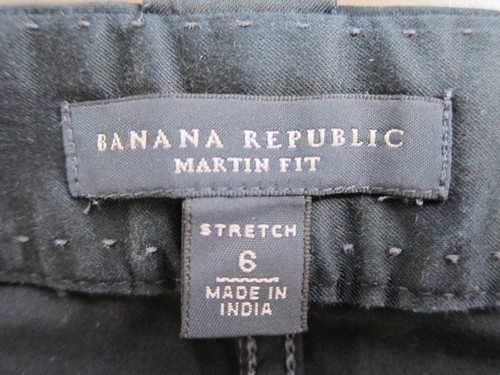 BANANA REPUBLIC
MARTIN FIT
STRETCH
6
MADE IN
INDIA